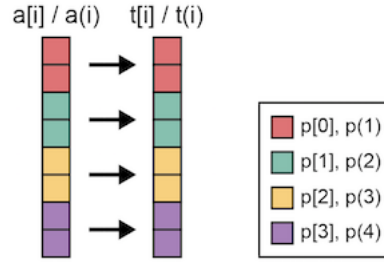 a[i] / a(i) t[i] / t(i)
p[0], p(1)
p[1], p(2)
p[2], p(3)
p[3], p(4)